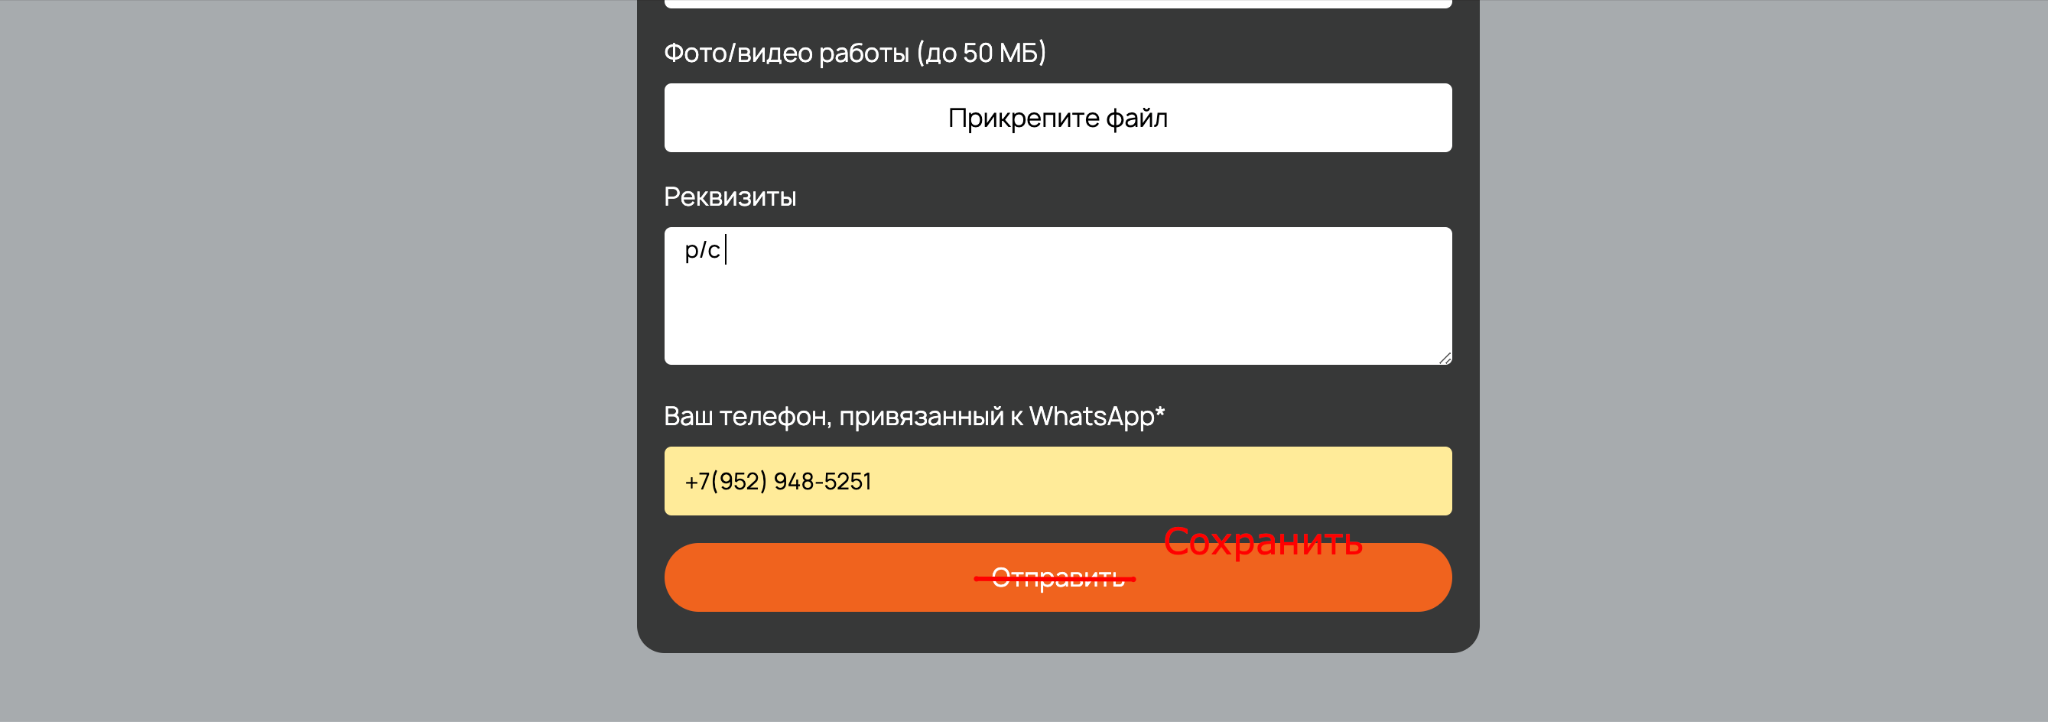 Фото/видео работы (до 50 МБ)
Прикрепите файл
Реквизиты
р/с
Ваш телефон, привязанный к WhatsApp*
+7(952) 948-5251
Сохранить
Отправить